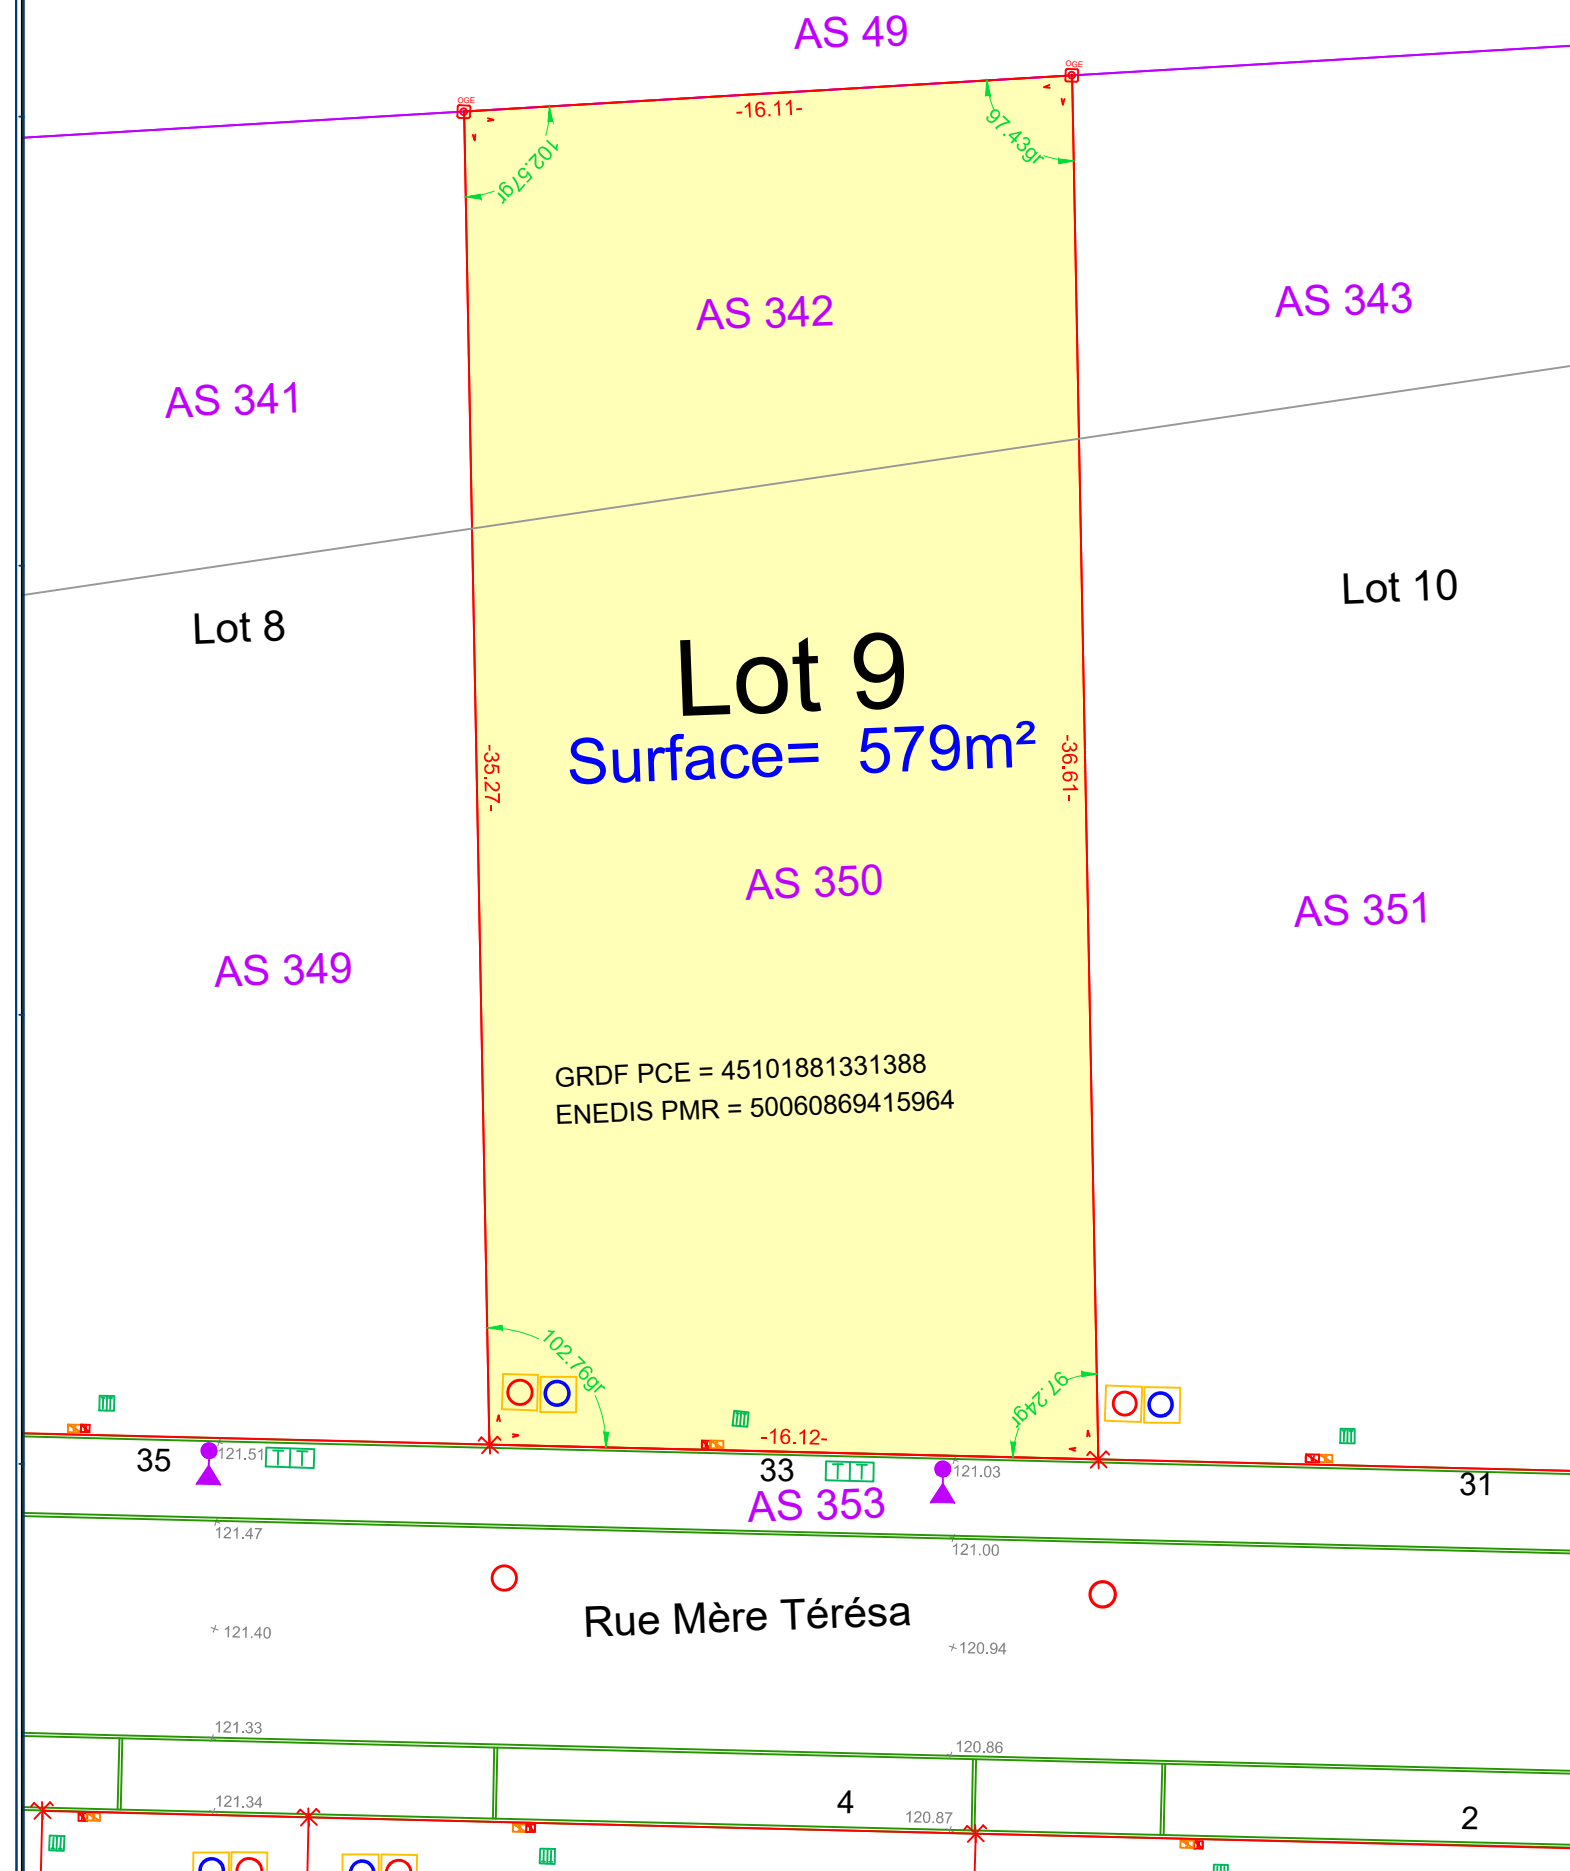 AS 49
OGE
OGE
-16.11-
102.57gr
97.43gr
AS 342
AS 343
AS 341
Lot 10
Lot 8
Lot 9
Surface= 579m²
-35.27-
-36.61-
AS 350
AS 351
AS 349
GRDF PCE = 45101881331388
ENEDIS PMR = 50060869415964
102.76gr
97.24gr
-16.12-
35
121.51
T T
33
T T
121.03
31
AS 353
121.47
121.00
Rue Mère Térésa
121.40
120.94
121.33
120.86
121.34
4
120.87
2